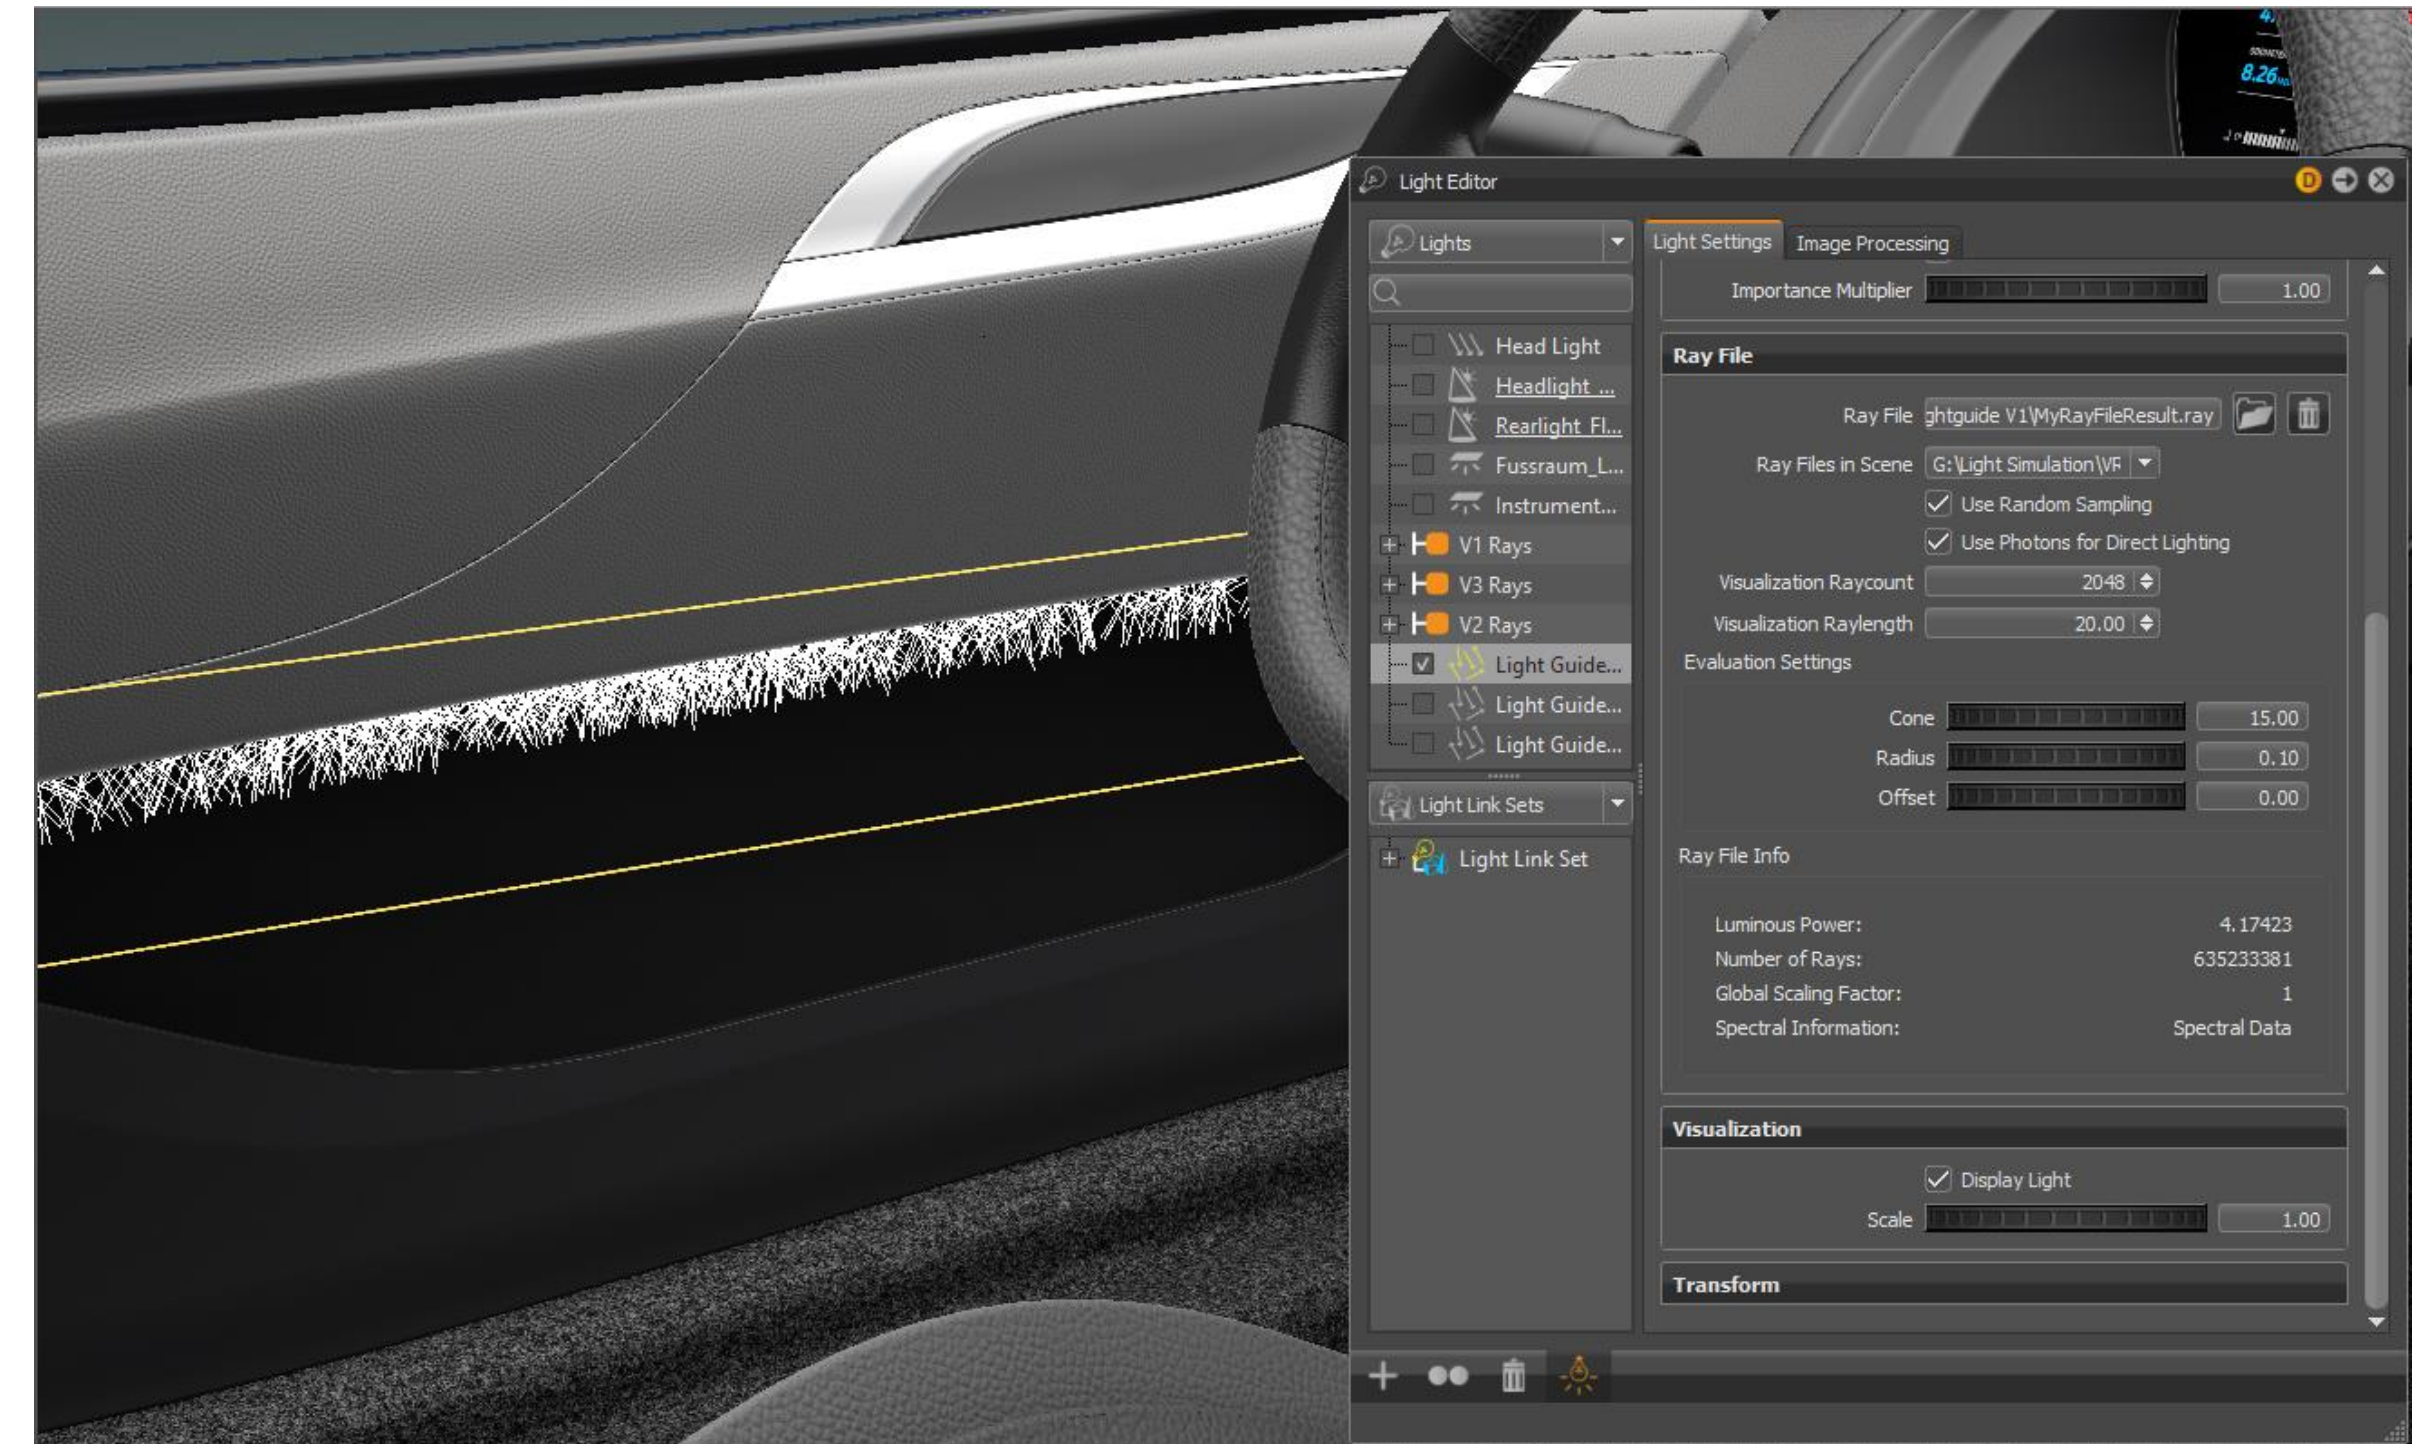 8.26
Light Editor
D
Lights
Light Settings
Image Processing
Importance Multiplier
1.00
Head Light
Headlight_...
Rearlight_Fl...
Fussraum_L...
Instrument...
V1 Rays
V3 Rays
V2 Rays
Light Guide...
Light Guide...
Light Guide...
Light Link Sets
Light Link Set
Ray File
Ray File
ghtguide V1\MyRayFileResult.ray
Ray Files in Scene
G:\Light Simulation\VR
Use Random Sampling
Use Photons for Direct Lighting
Visualization Raycount
2048
Visualization Raylength
20.00
Evaluation Settings
Cone
15.00
Radius
0.10
Offset
0.00
Ray File Info
Luminous Power:
4.17423
Number of Rays:
635233381
Global Scaling Factor:
1
Spectral Information:
Spectral Data
Visualization
Display Light
Scale
1.00
Transform